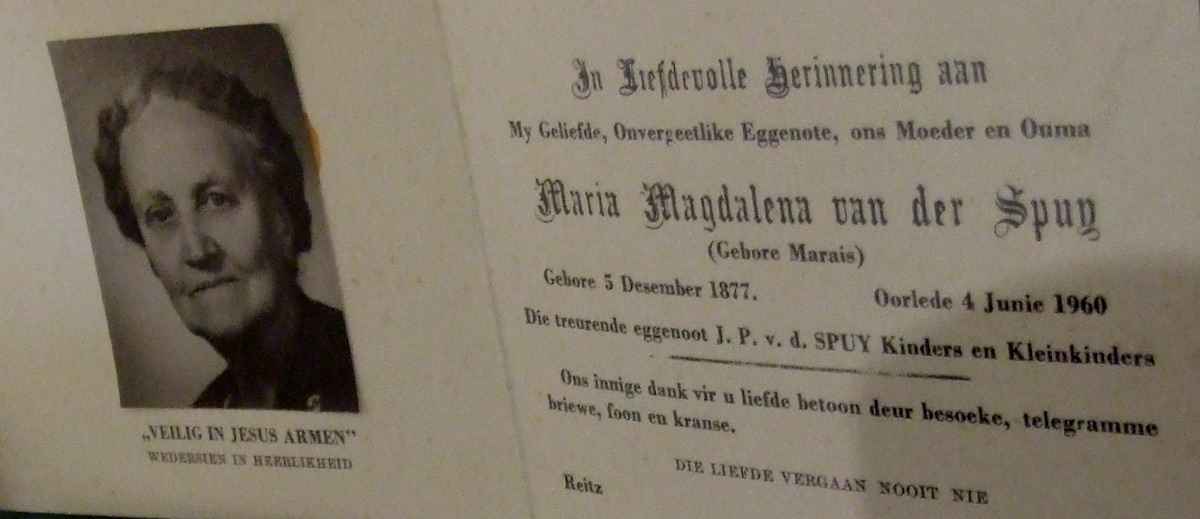 „VEILIG IN JESUS ARMEN”
WEDERSIEN IN HEERLIKHEID
In Liefdevolle Herinnering aan
My Geliefde, Onvergeetlike Eggenote, ons Moeder en Ouma
Maria Magdalena van der Spuy
(Gebore Marais)
Gebore 5 Desember 1877. Oorlede 4 Junie 1960
Die treurende eggenoot J. P. v. d. SPUY Kinders en Kleinkinders
Ons innige dank vir u liefde betoon deur besoeke, telegramme
briewe, foon en kranse.
DIE LIEFDE VERGAAN NOOIT NIE
Reitz